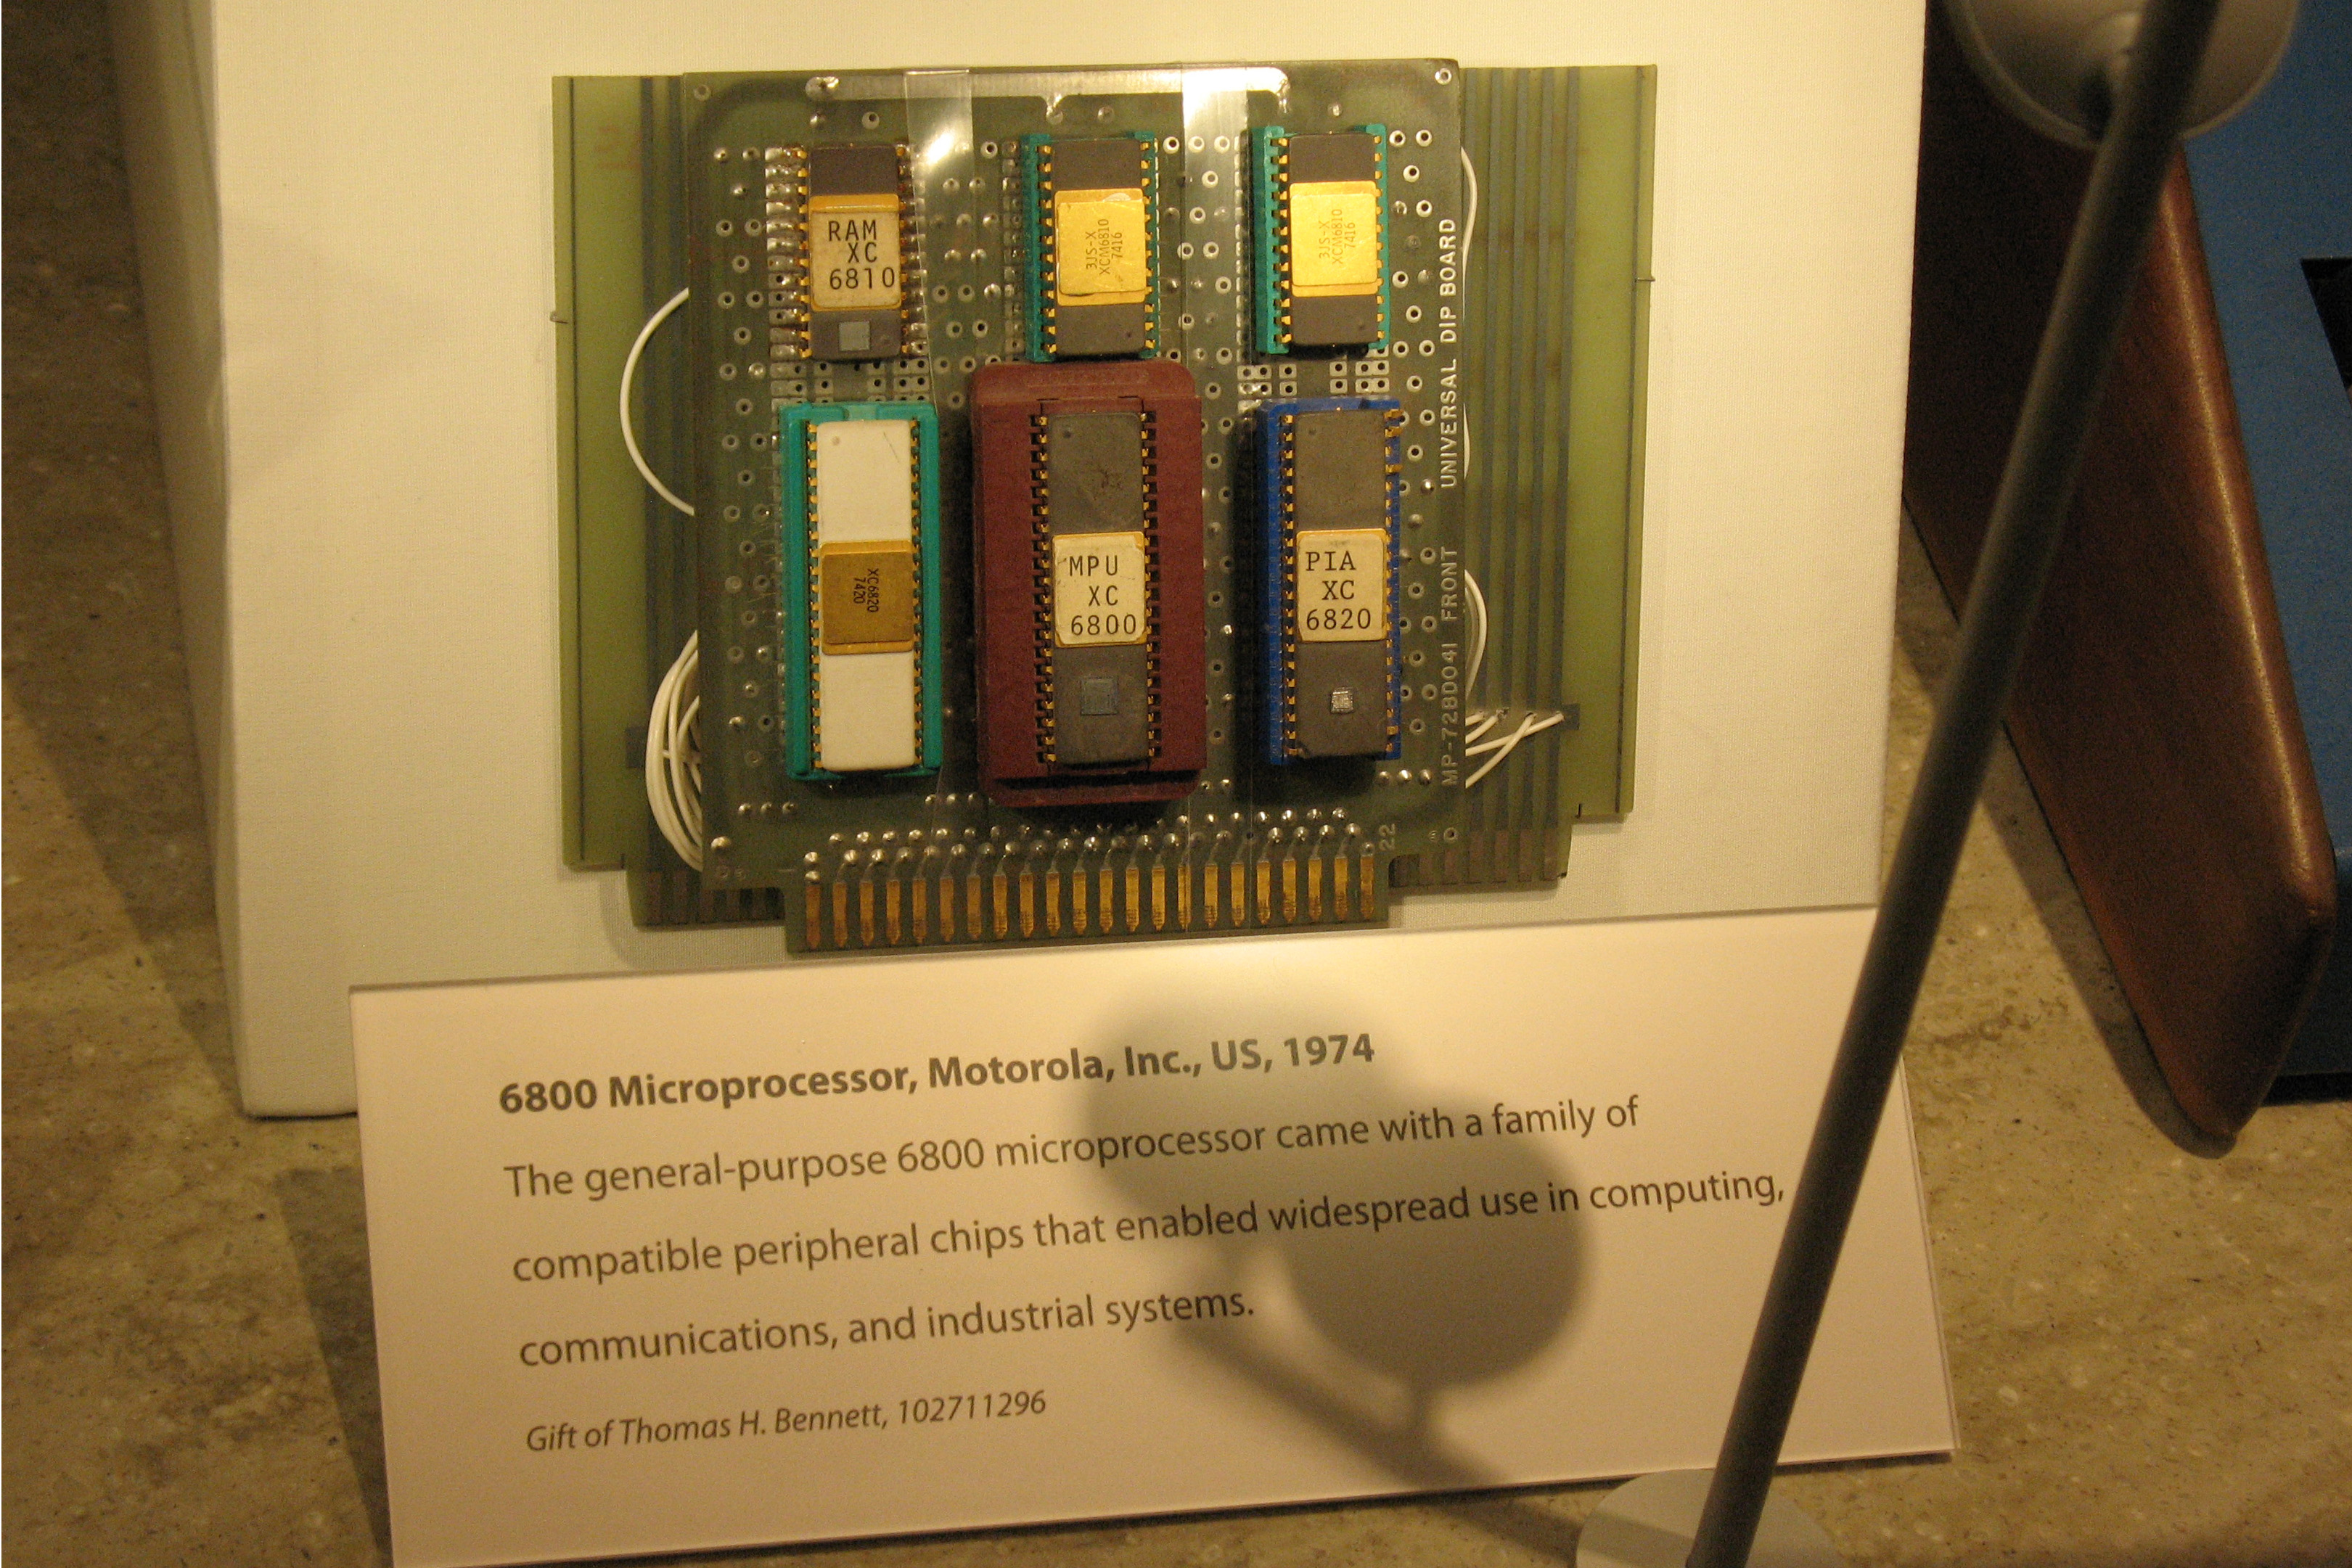 RAM
XC
6810
3JS-X
XCM6810
7416
3JS-X
XCM6810
7416
XC6820
7420
MPU
XC
6800
PIA
XC
6820
MP-728D041 FRONT UNIVERSAL DIP BOARD
22
6800 Microprocessor, Motorola, Inc., US, 1974
The general-purpose 6800 microprocessor came with a family of
compatible peripheral chips that enabled widespread use in computing,
communications, and industrial systems.
Gift of Thomas H. Bennett, 102711296